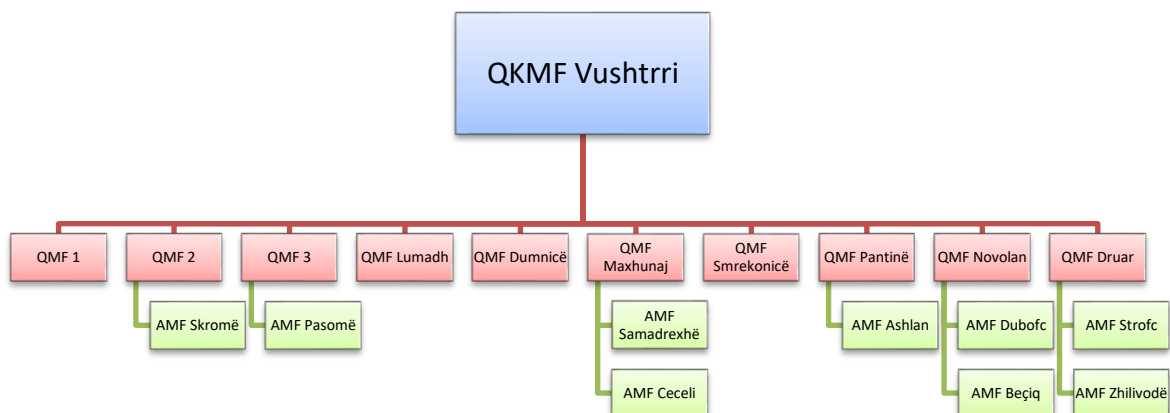 QKMF Vushtrri
QMF 1
QMF 2
QMF 3
QMF Lumadh
QMF Dumnicë
QMF
Maxhunaj
QMF
Smrekonicë
QMF Pantinë
QMF Novolan
QMF Druar
AMF Skromë
AMF Pasomë
AMF
Samadrexhë
AMF Ashlan
AMF Dubofc
AMF Strofc
AMF Ceceli
AMF Beçiq
AMF Zhilivodë